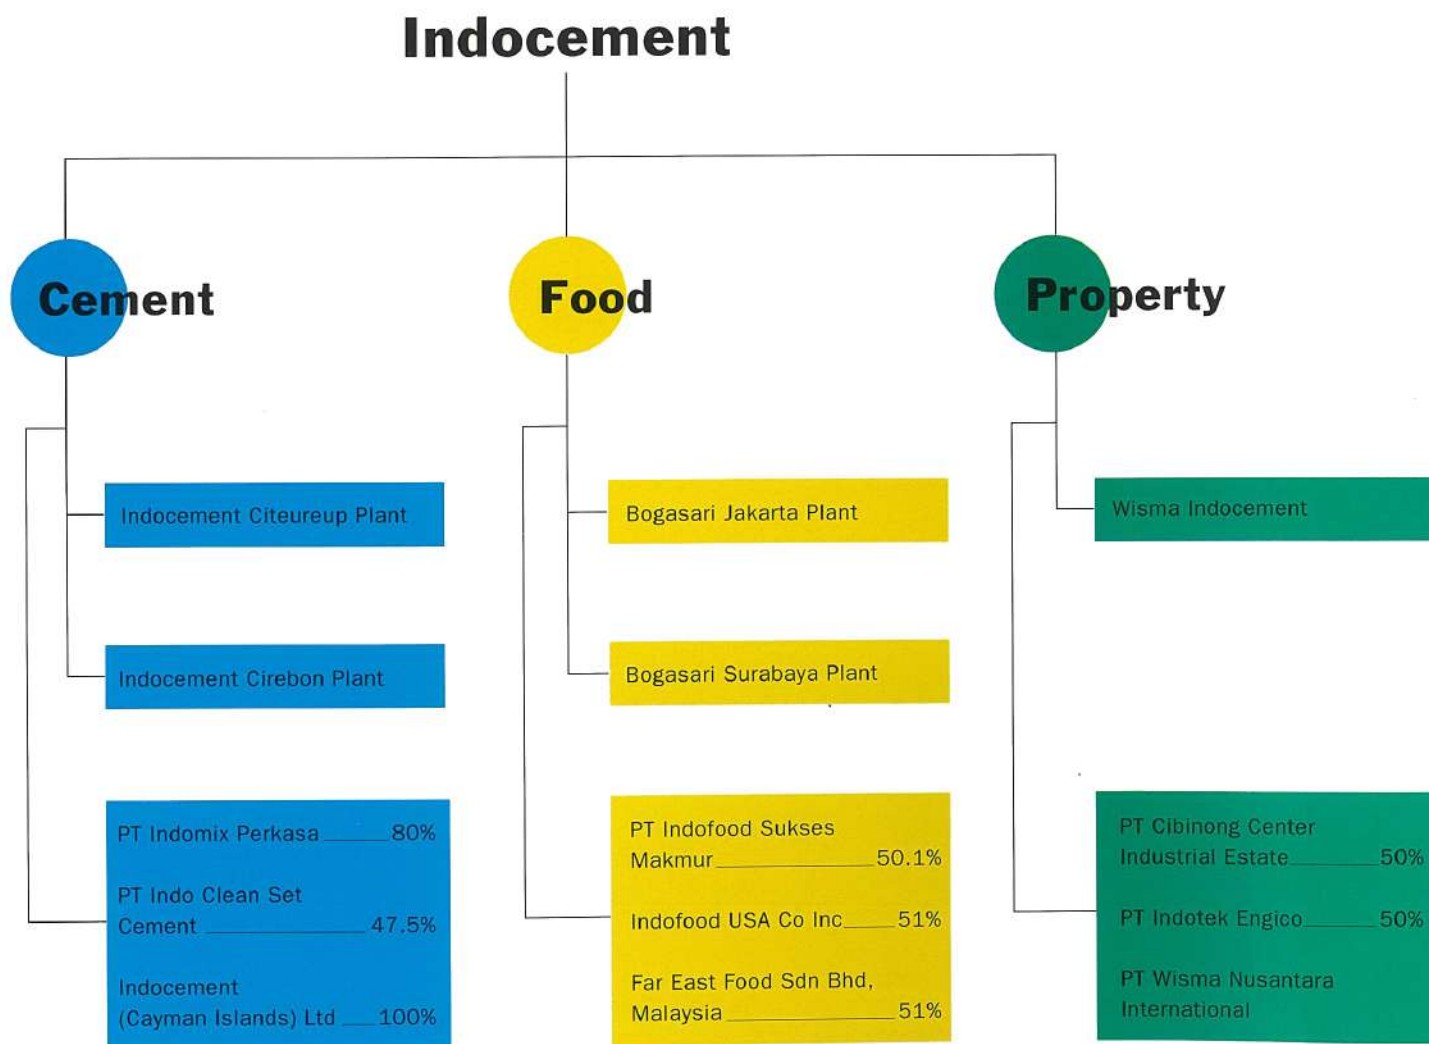 Indocement
Cement
Food
Property
Indocement Citeureup Plant
Indocement Cirebon Plant
PT Indomix Perkasa 80%
PT Indo Clean Set
Cement 47.5%
Indocement
(Cayman Islands) Ltd 100%
Bogasari Jakarta Plant
Bogasari Surabaya Plant
PT Indofood Sukses
Makmur 50.1%
Indofood USA Co Inc 51%
Far East Food Sdn Bhd,
Malaysia 51%
Wisma Indocement
PT Cibinong Center
Industrial Estate 50%
PT Indotek Engico 50%
PT Wisma Nusantara
International